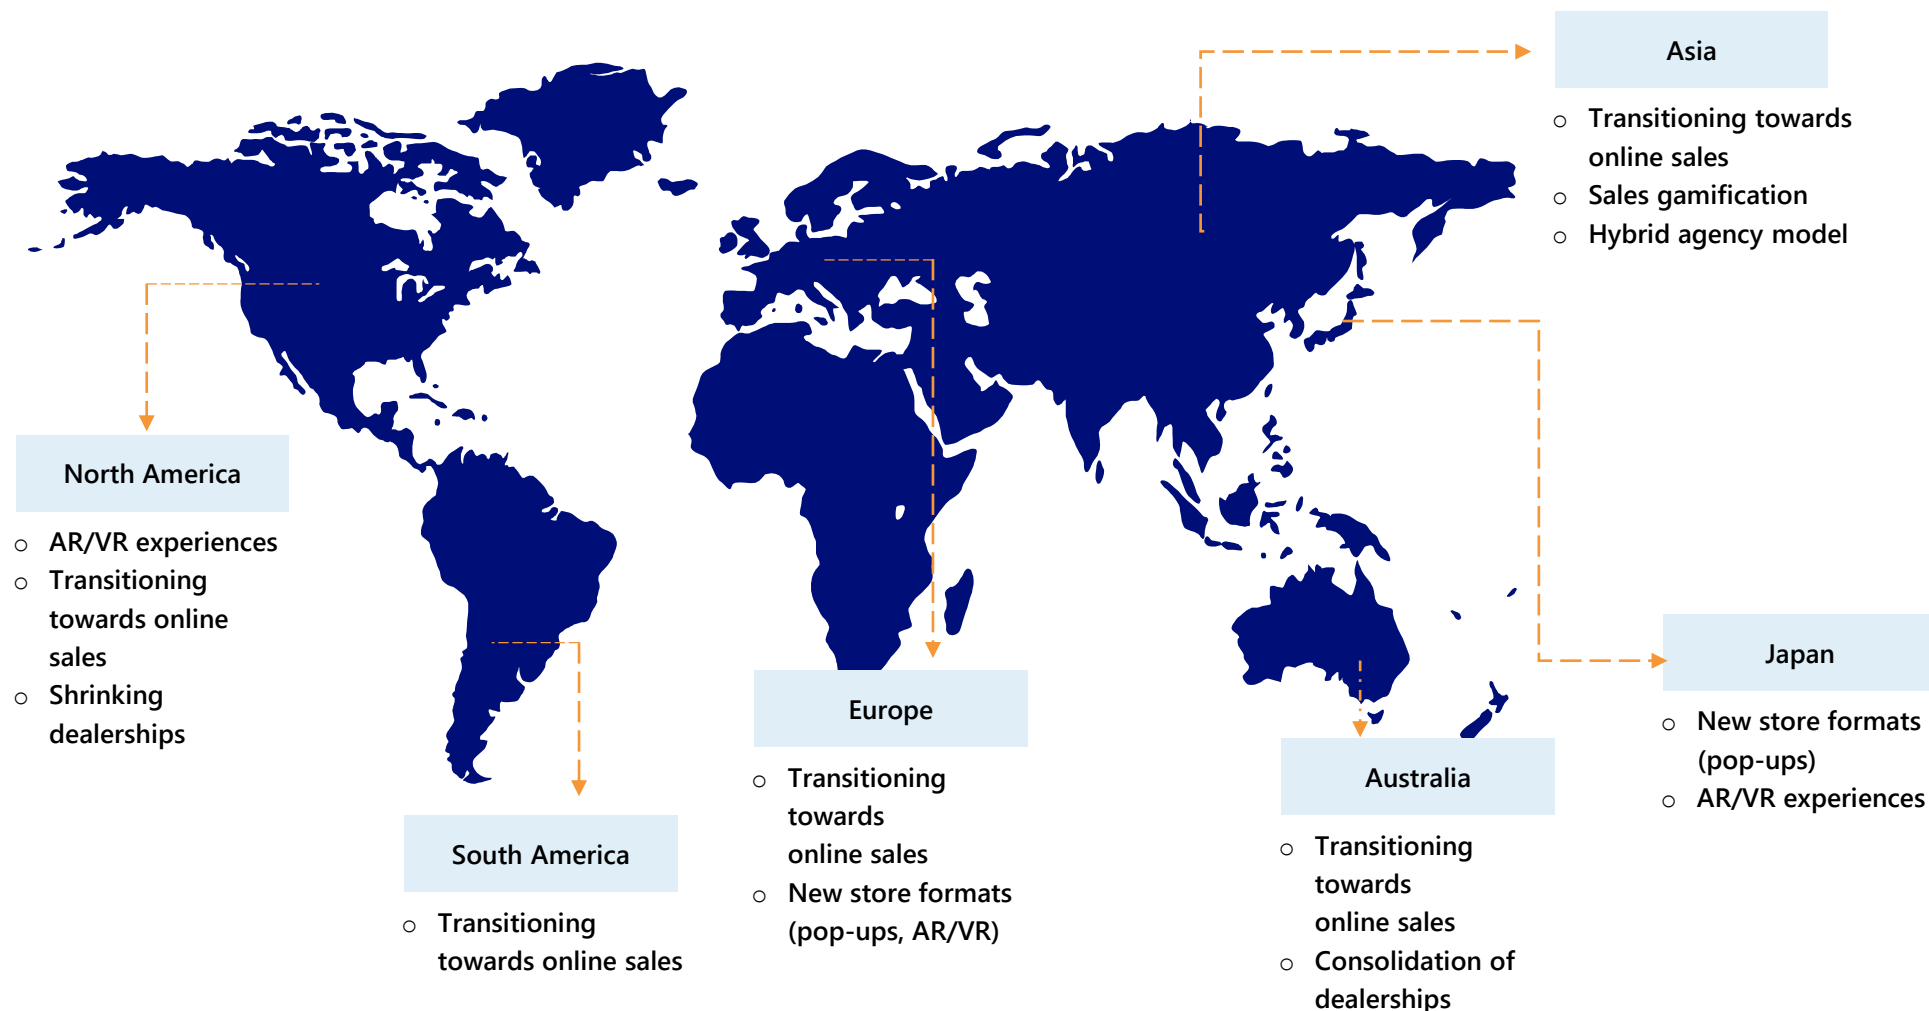 Asia
○ Transitioning towards
online sales
○ Sales gamification
○ Hybrid agency model
North America
○ AR/VR experiences
○ Transitioning
towards online
sales
○ Shrinking
dealerships
South America
○ Transitioning
towards online sales
Europe
○ Transitioning
towards
online sales
○ New store formats
(pop-ups, AR/VR)
Australia
○ Transitioning
towards
online sales
○ Consolidation of
dealerships
Japan
○ New store formats
(pop-ups)
○ AR/VR experiences